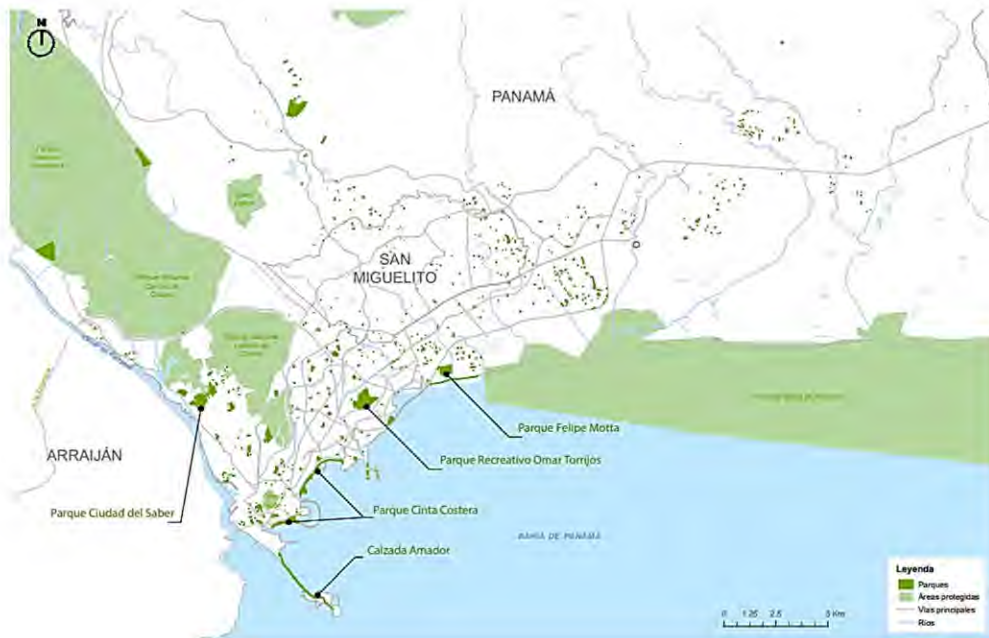 N
PANAMÁ
SAN
MIGUELITO
ARRAIJÁN
Parque Felipe Motta
Parque Recreativo Omar Torrijos
Parque Ciudad del Saber
Parque Cinta Costera
BAHIA DE PANAMÁ
Calzada Amador
Leyenda
Parques
Áreas protegidas
Vías principales
Ríos
0 1.25 2.5 5 Km